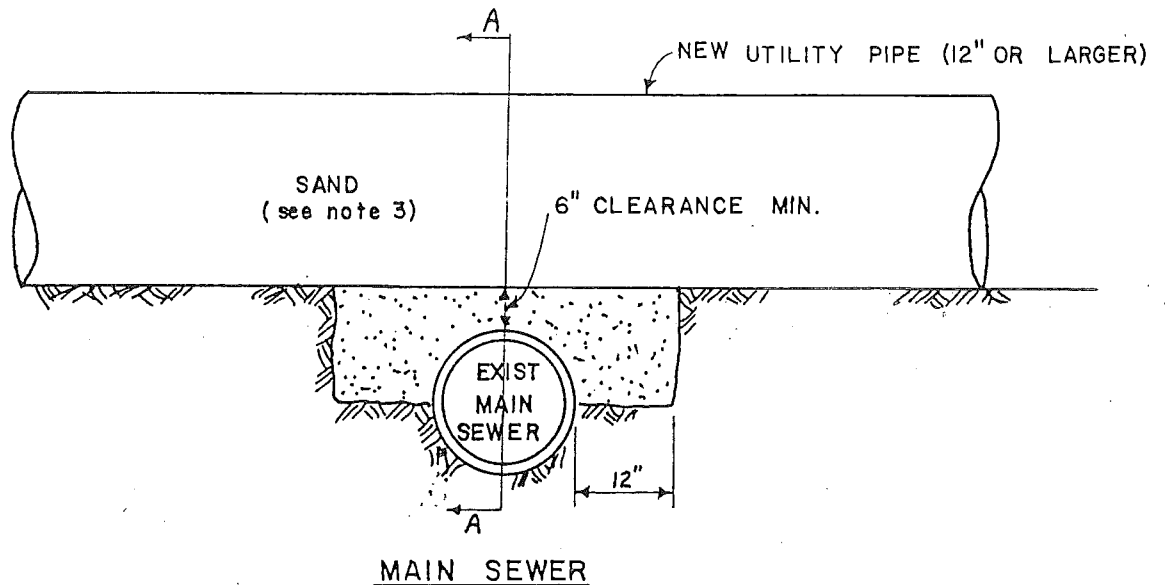 A
NEW UTILITY PIPE (12" OR LARGER)
SAND
(see note 3)
6" CLEARANCE MIN.
EXIST
MAIN
SEWER
12"
A
MAIN SEWER